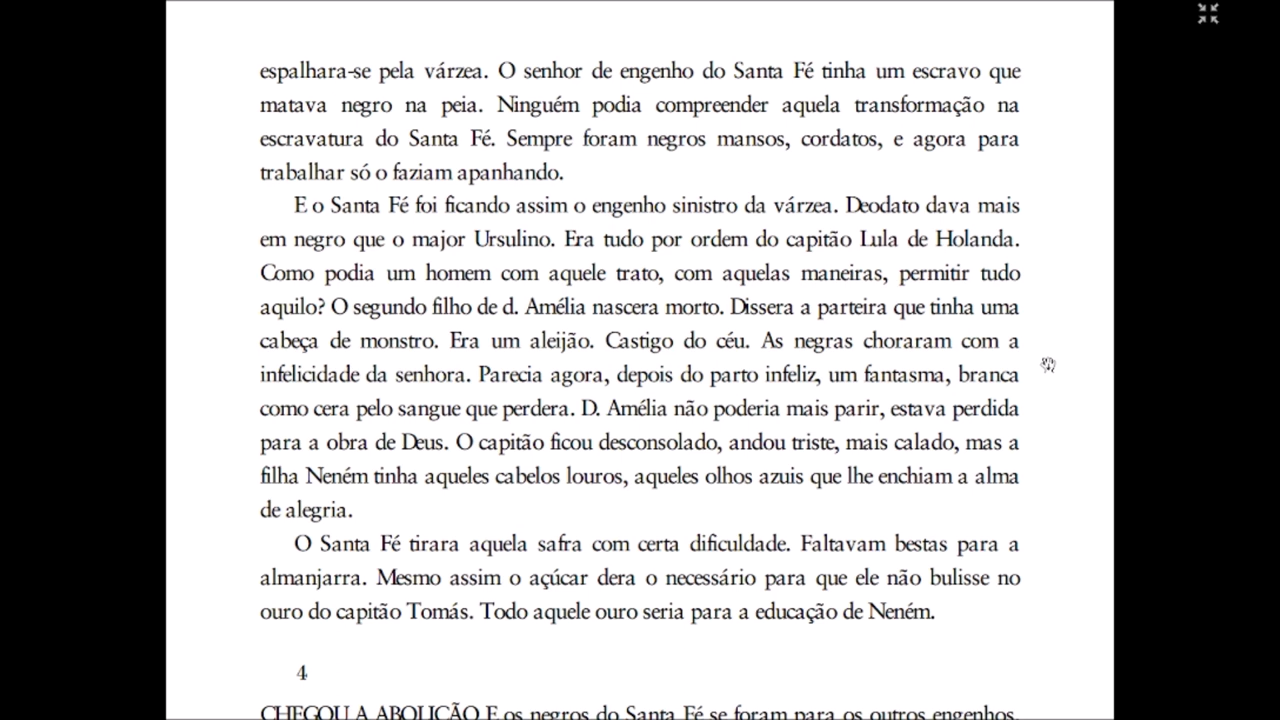 espalhara-se pela várzea. O senhor de engenho do Santa Fé tinha um escravo que
matava negro na peia. Ninguém podia compreender aquela transformação na
escravatura do Santa Fé. Sempre foram negros mansos, cordatos, e agora para
trabalhar só o faziam apanhando.
E o Santa Fé foi ficando assim o engenho sinistro da várzea. Deodato dava mais
em negro que o major Ursulino. Era tudo por ordem do capitão Lula de Holanda.
Como podia um homem com aquele trato, com aquelas maneiras, permitir tudo
aquilo? O segundo filho de d. Amélia nascera morto. Dissera a parteira que tinha uma
cabeça de monstro. Era um aleijão. Castigo do céu. As negras choraram com a
infelicidade da senhora. Parecia agora, depois do parto infeliz, um fantasma, branca
como cera pelo sangue que perdera. D. Amélia não poderia mais parir, estava perdida
para a obra de Deus. O capitão ficou desconsolado, andou triste, mais calado, mas a
filha Neném tinha aqueles cabelos louros, aqueles olhos azuis que lhe enchiam a alma
de alegria.
O Santa Fé tirara aquela safra com certa dificuldade. Faltavam bestas para a
almanjarra. Mesmo assim o açúcar dera o necessário para que ele não bulisse no
ouro do capitão Tomás. Todo aquele ouro seria para a educação de Neném.
4
CHEGOU A ABOLIÇÃO E os negros do Santa Fé se foram para os outros engenhos.